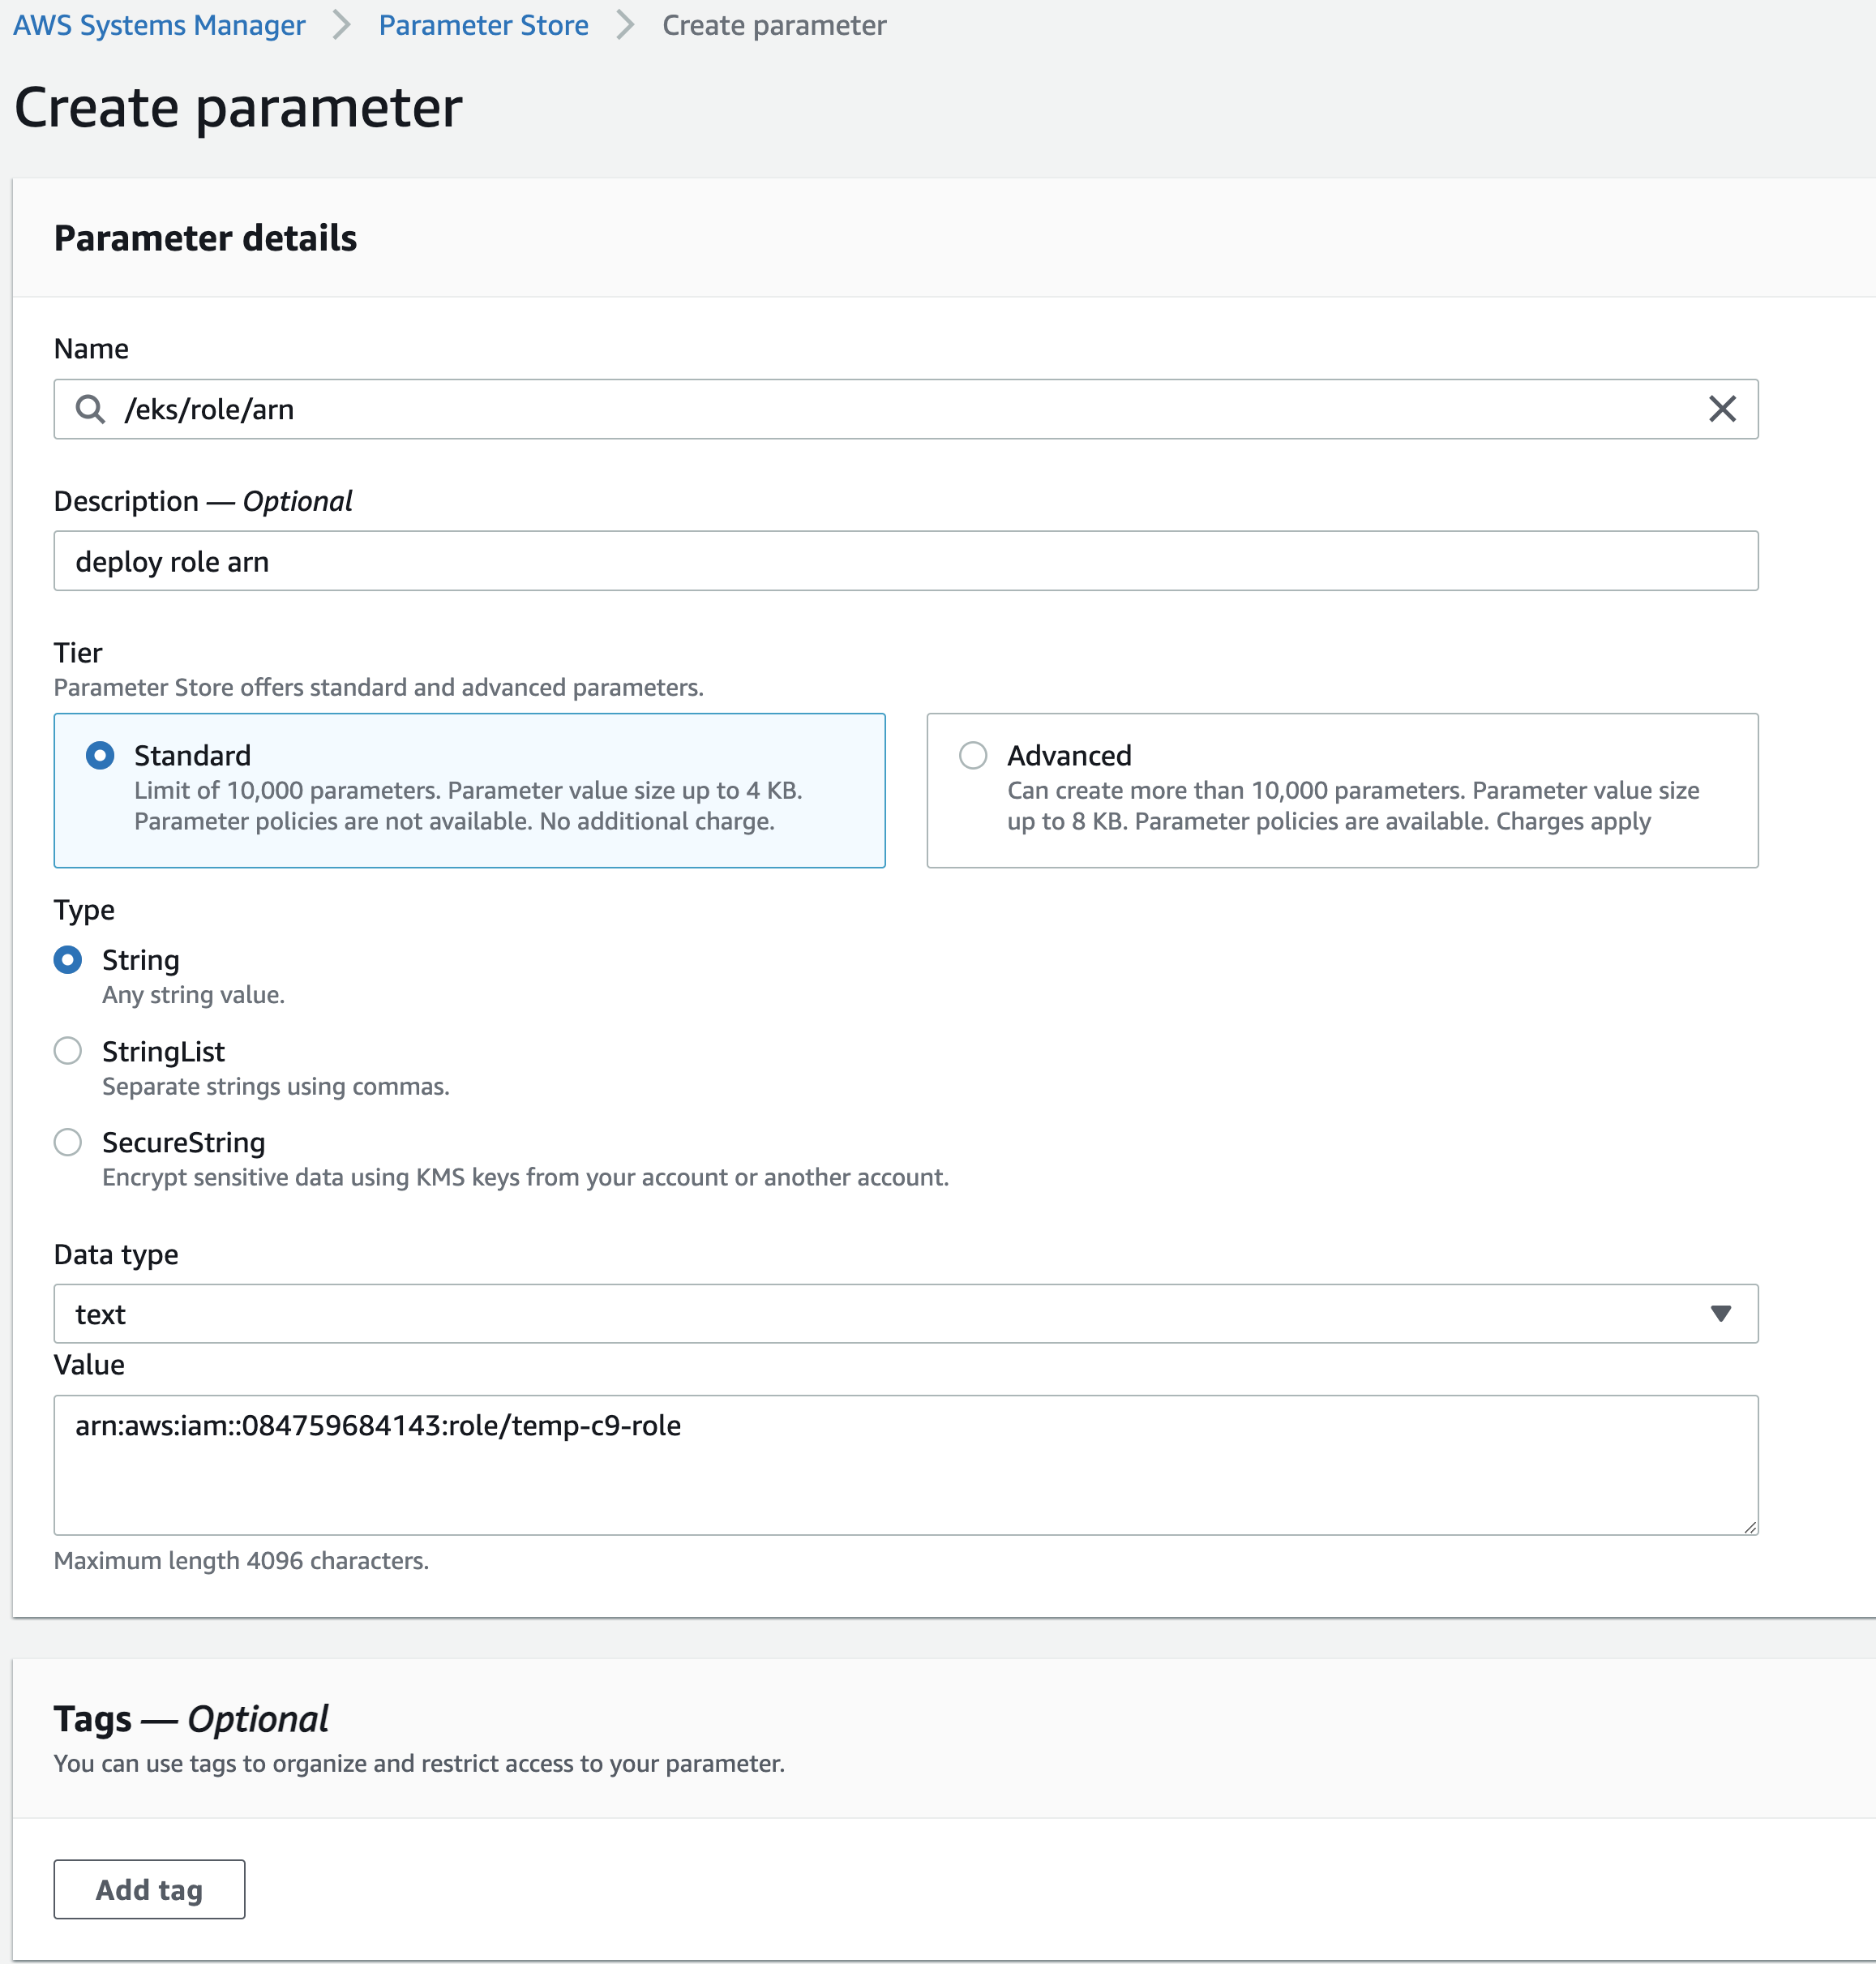 AWS Systems Manager > Parameter Store > Create parameter
Create parameter
Parameter details
Name
/eks/role/arn
Description — Optional
deploy role arn
Tier
Parameter Store offers standard and advanced parameters.
Standard
Limit of 10,000 parameters. Parameter value size up to 4 KB.
Parameter policies are not available. No additional charge.
Advanced
Can create more than 10,000 parameters. Parameter value size
up to 8 KB. Parameter policies are available. Charges apply
Type
String
Any string value.
StringList
Separate strings using commas.
SecureString
Encrypt sensitive data using KMS keys from your account or another account.
Data type
text
Value
arn:aws:iam::084759684143:role/temp-c9-role
Maximum length 4096 characters.
Tags — Optional
You can use tags to organize and restrict access to your parameter.
Add tag